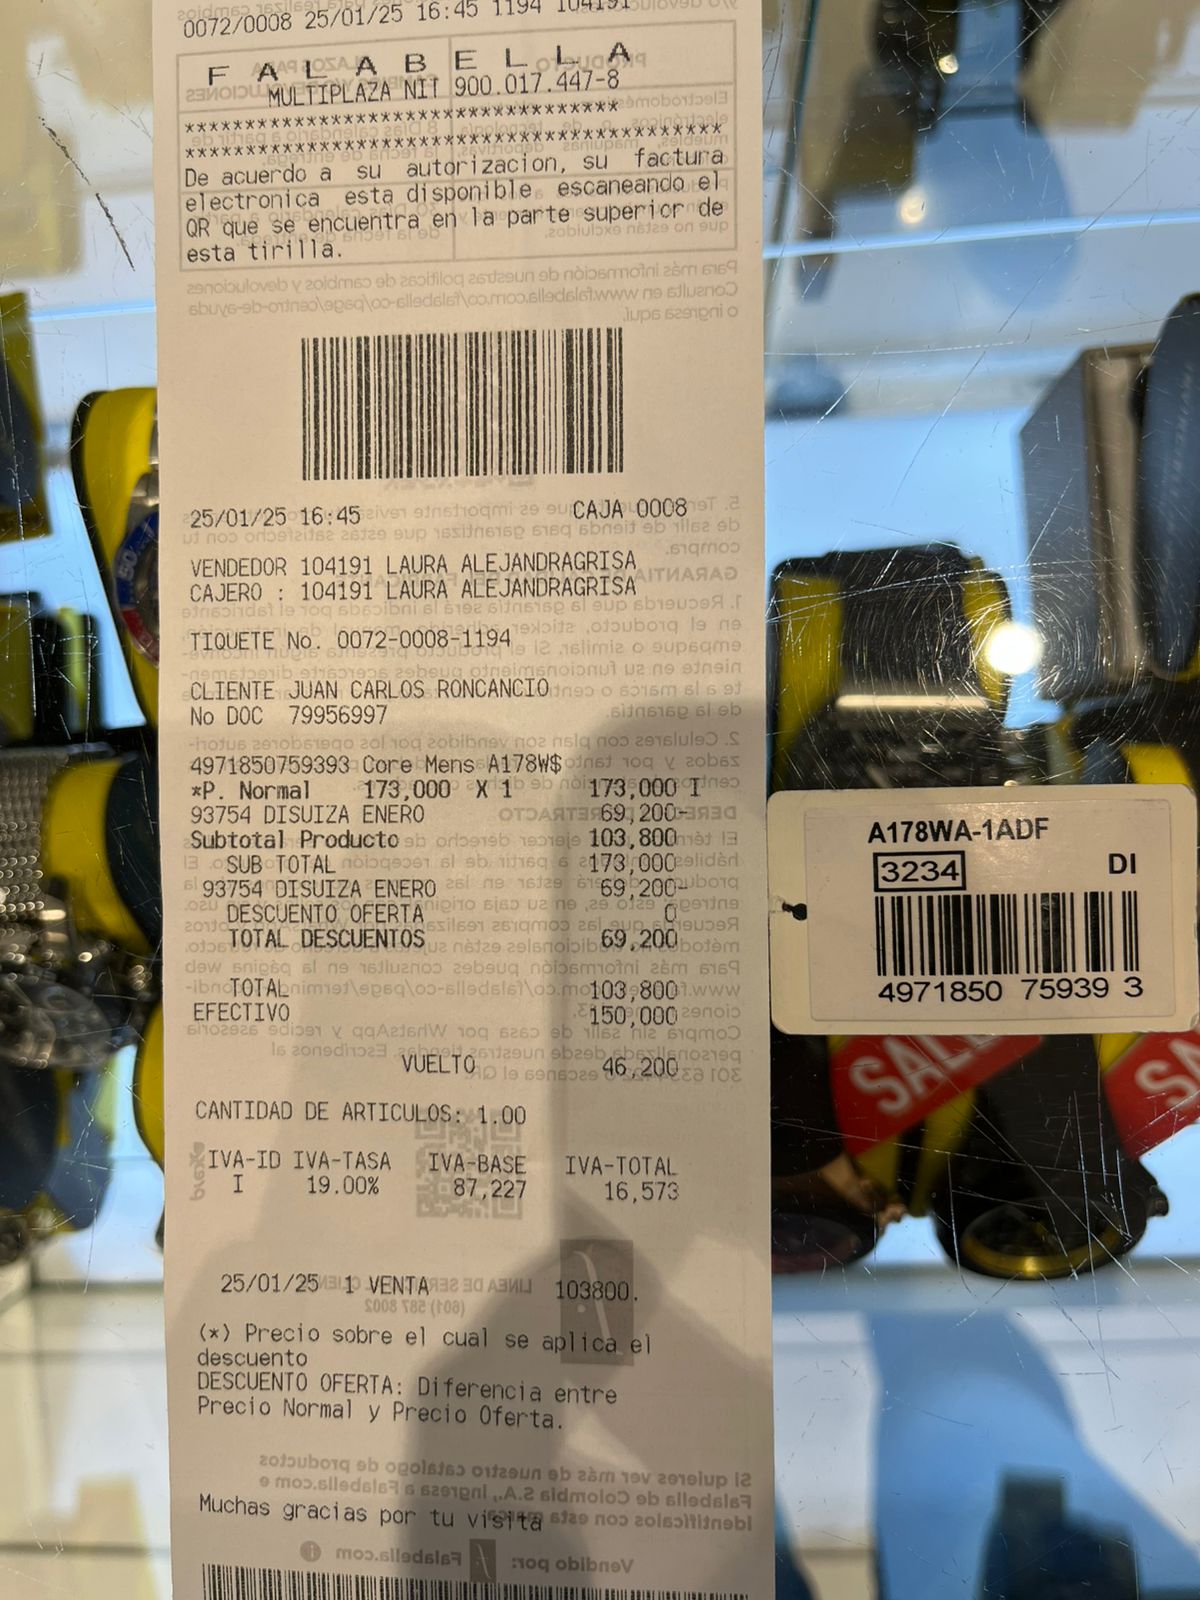 0072/0008 25/01/25 16:45 1194 104191
F A L A B E L L A
MULTIPLAZA NIT 900.017.447-8
************************************
*********************************************
De acuerdo a su autorizacion, su factura
electronica esta disponible escaneando el
QR que se encuentra en la parte superior de
esta tirilla.
25/01/25 16:45 CAJA 0008
VENDEDOR 104191 LAURA ALEJANDRAGRISA
CAJERO : 104191 LAURA ALEJANDRAGRISA
TIQUETE No. 0072-0008-1194
CLIENTE JUAN CARLOS RONCANCIO
No DOC 79956997
4971850759393 Core Mens A178W$
*P. Normal 173,000 X 1 173,000 I
93754 DISUIZA ENERO 69,200-
Subtotal Producto 103,800
SUB TOTAL 173,000
93754 DISUIZA ENERO 69,200-
DESCUENTO OFERTA 0
TOTAL DESCUENTOS 69,200
TOTAL 103,800
EFECTIVO 150,000
VUELTO 46,200
CANTIDAD DE ARTICULOS: 1.00
IVA-ID IVA-TASA IVA-BASE IVA-TOTAL
I 19.00% 87,227 16,573
25/01/25 1 VENTA 103800.
(*) Precio sobre el cual se aplica el
descuento
DESCUENTO OFERTA: Diferencia entre
Precio Normal y Precio Oferta.
Muchas gracias por tu visita
A178WA-1ADF
3234 DI
4971850 75939 3
SALE
SA